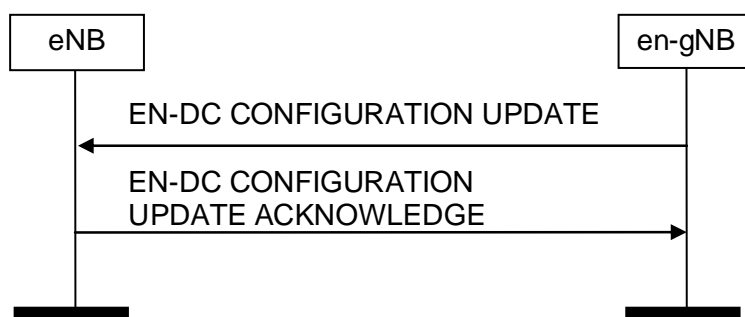 eNB
en-gNB
EN-DC CONFIGURATION UPDATE
EN-DC CONFIGURATION
UPDATE ACKNOWLEDGE